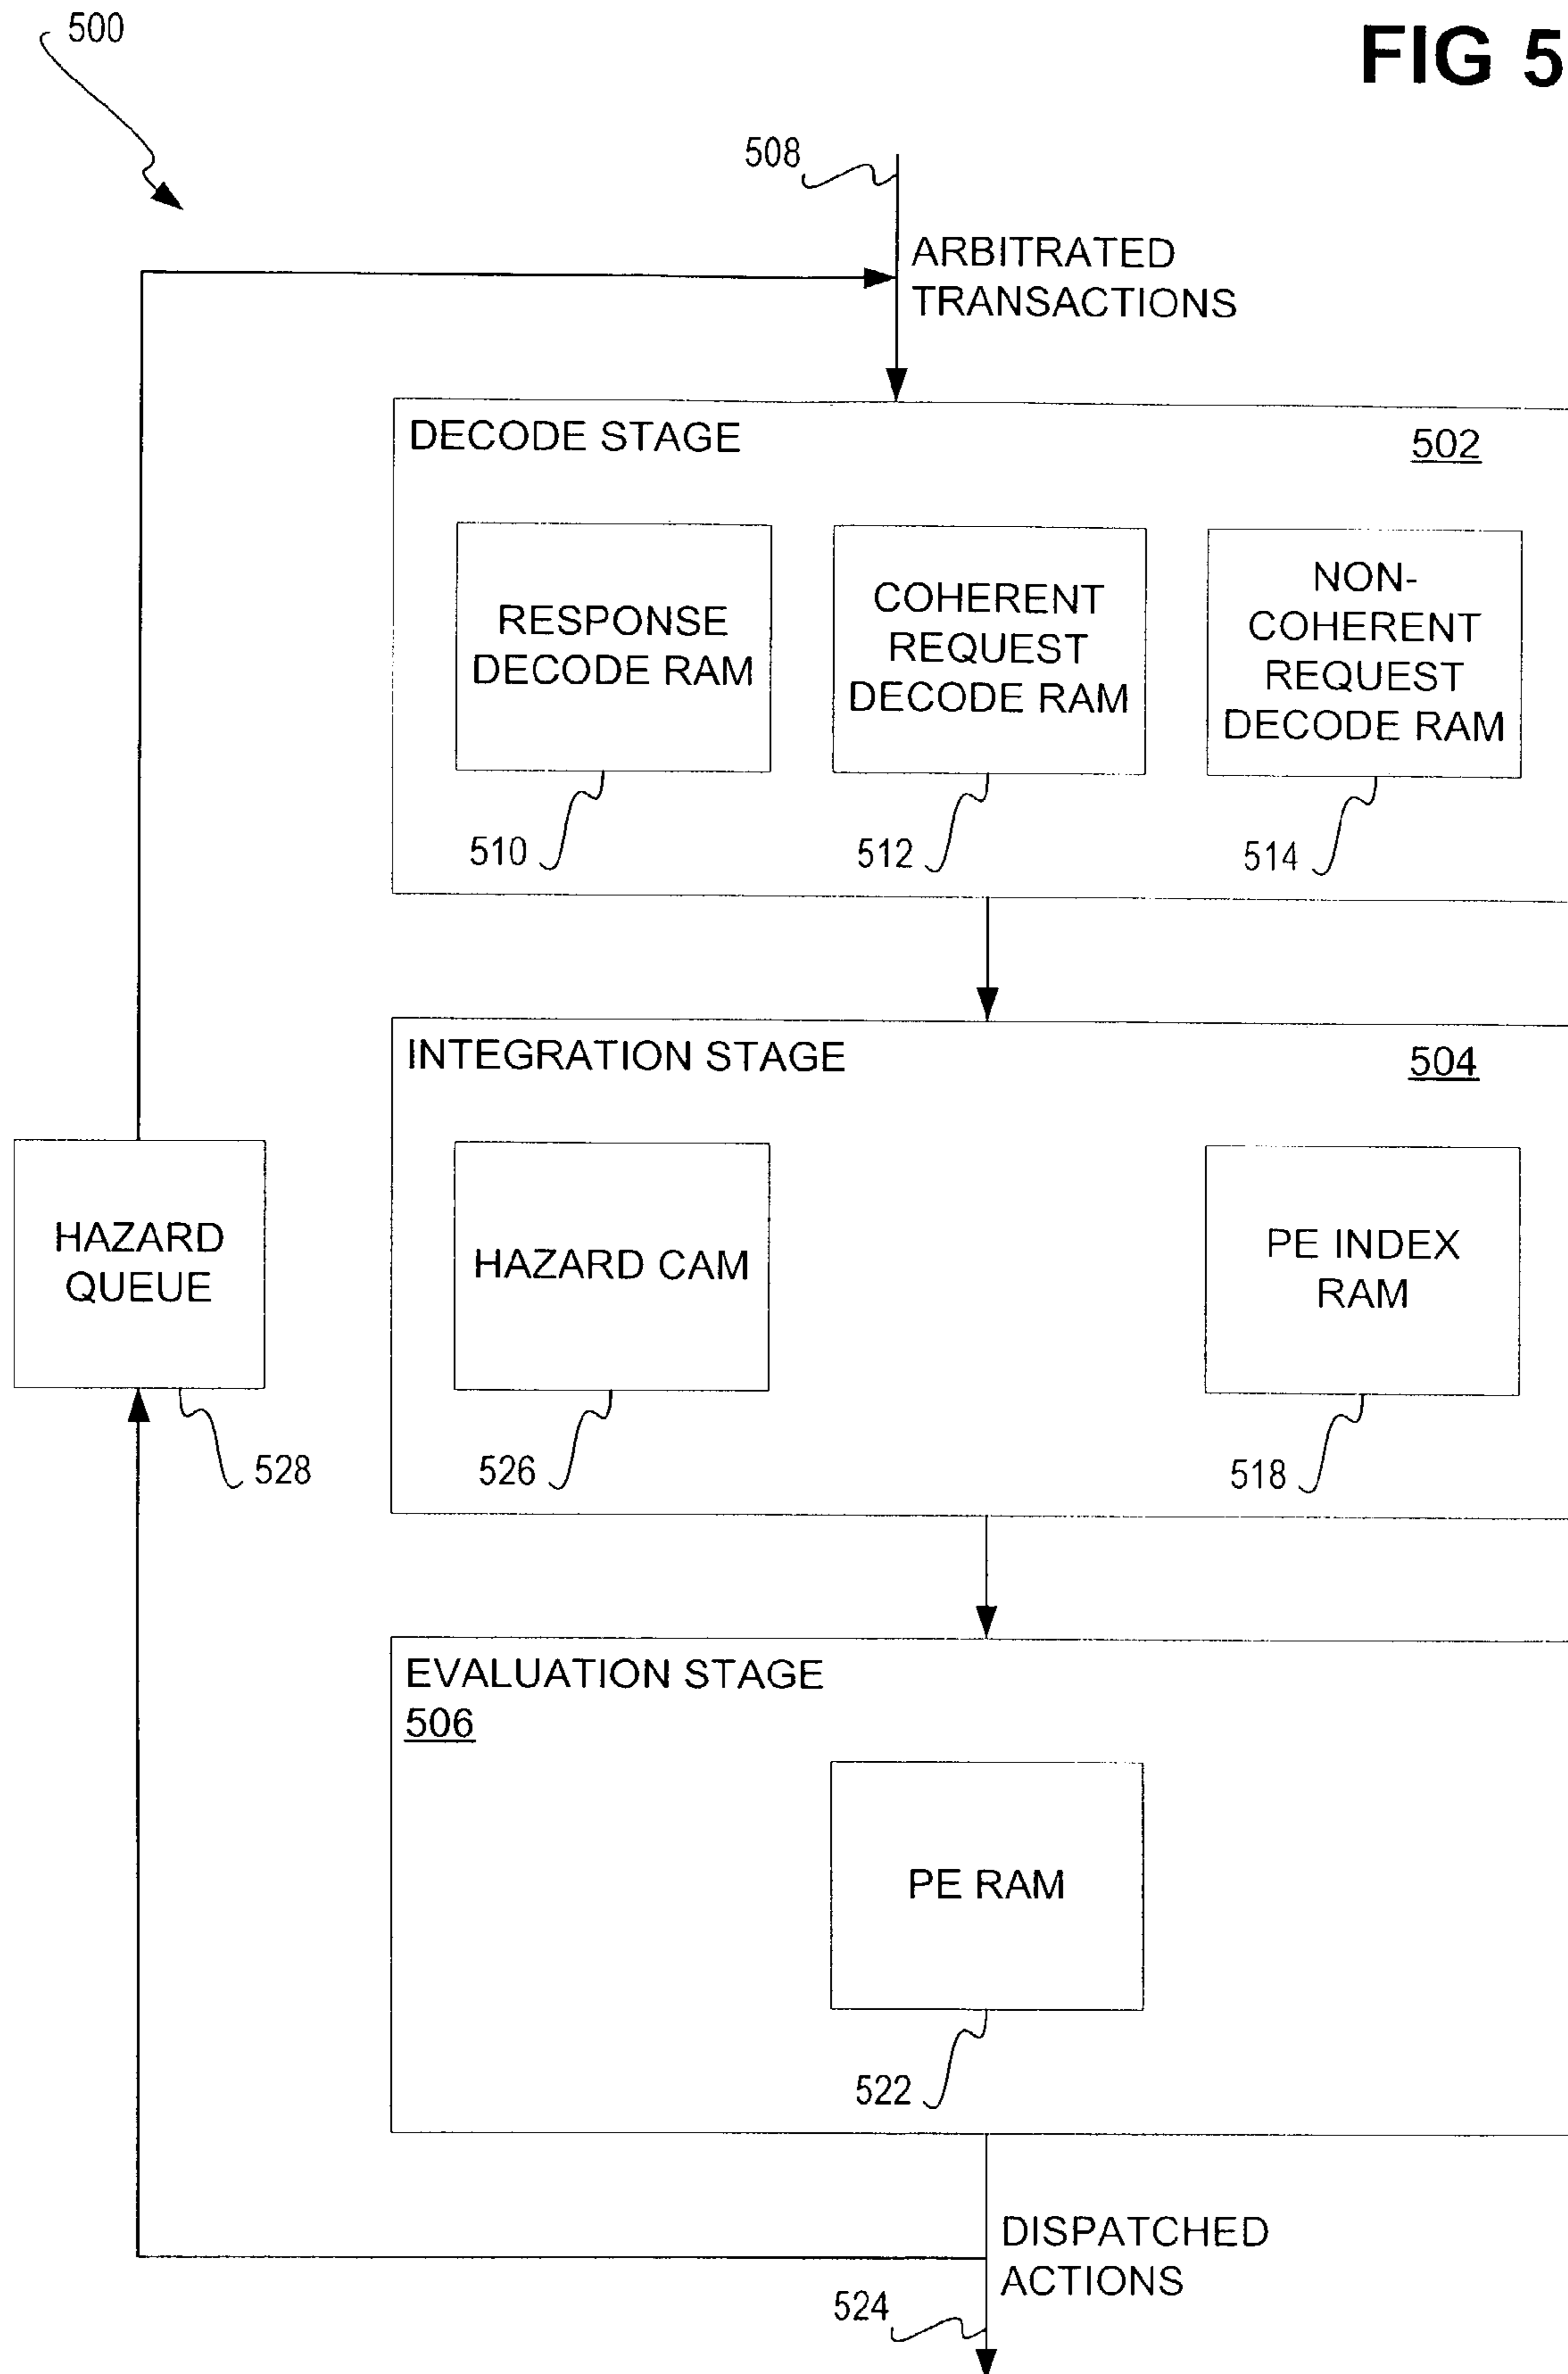 500
FIG 5
508
ARBITRATED
TRANSACTIONS
DECODE STAGE
502
RESPONSE
DECODE RAM
COHERENT
REQUEST
DECODE RAM
NON-
COHERENT
REQUEST
DECODE RAM
510
512
514
INTEGRATION STAGE
504
HAZARD
QUEUE
HAZARD CAM
PE INDEX
RAM
528
526
518
EVALUATION STAGE
506
PE RAM
522
DISPATCHED
ACTIONS
524